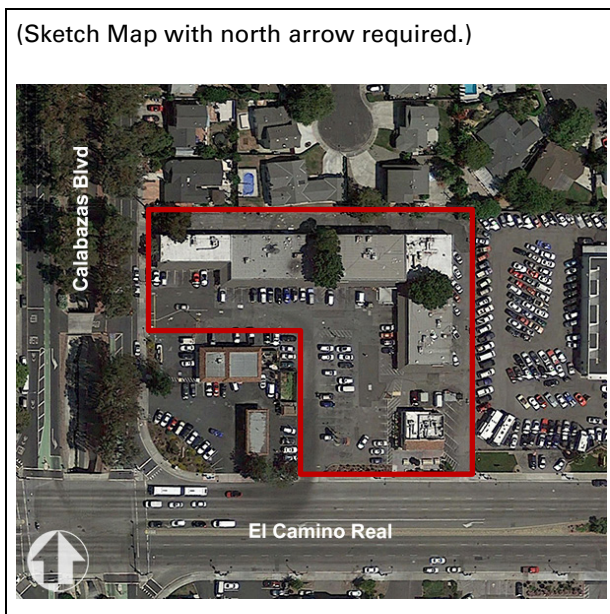 (Sketch Map with north arrow required.)
Calabazas Blvd
El Camino Real